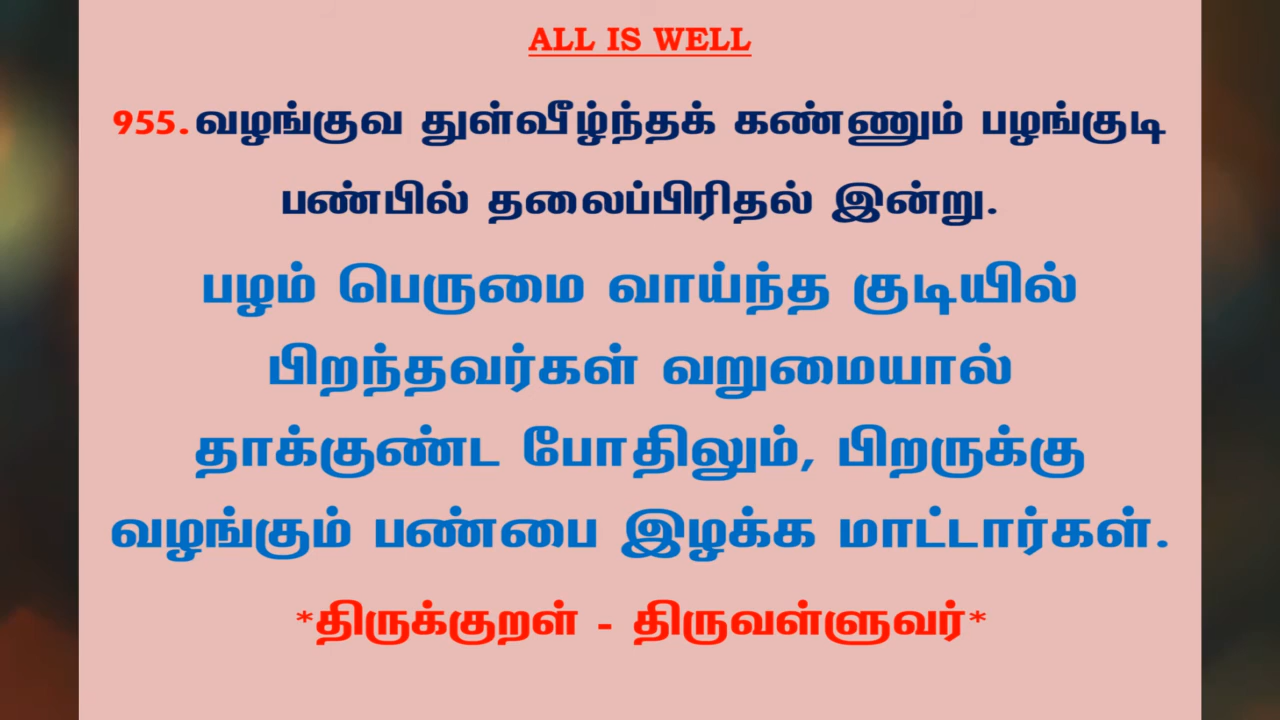 ALL IS WELL
955.வழங்குவ துள்வீழ்ந்தக் கண்ணும் பழங்குடி
பண்பில் தலைப்பிரிதல் இன்று.
பழம் பெருமை வாய்ந்த குடியில்
பிறந்தவர்கள் வறுமையால்
தாக்குண்ட போதிலும், பிறருக்கு
வழங்கும் பண்பை இழக்க மாட்டார்கள்.
*திருக்குறள் - திருவள்ளுவர்*